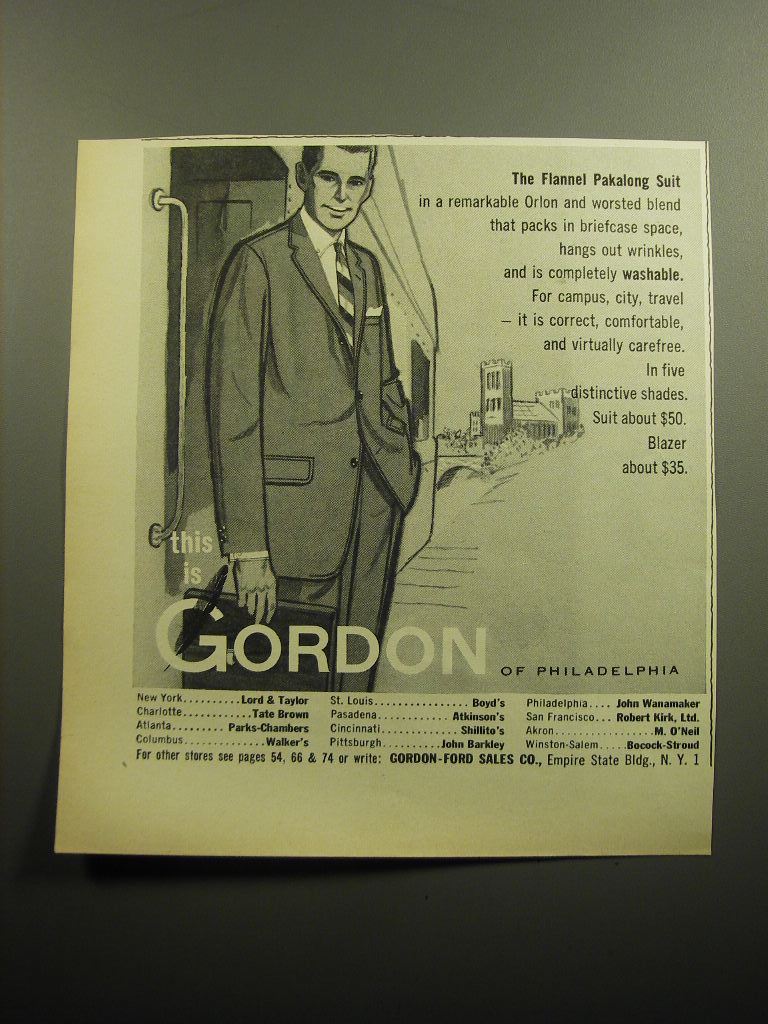 The Flannel Pakalong Suit
in a remarkable Orlon and worsted blend
that packs in briefcase space,
hangs out wrinkles,
and is completely washable.
For campus, city, travel
– it is correct, comfortable,
and virtually carefree.
In five
distinctive shades.
Suit about $50.
Blazer
about $35.
this
is
GORDON
OF PHILADELPHIA
New York..........Lord & Taylor
Charlotte............Tate Brown
Atlanta..........Parks-Chambers
Columbus..............Walker's
St. Louis................Boyd's
Pasadena............Atkinson's
Cincinnati.............Shillito's
Pittsburgh........John Barkley
Philadelphia.... John Wanamaker
San Francisco... Robert Kirk, Ltd.
Akron.................M. O'Neil
Winston-Salem.....Bocock-Stroud
For other stores see pages 54, 66 & 74 or write: GORDON-FORD SALES CO., Empire State Bldg., N. Y. 1